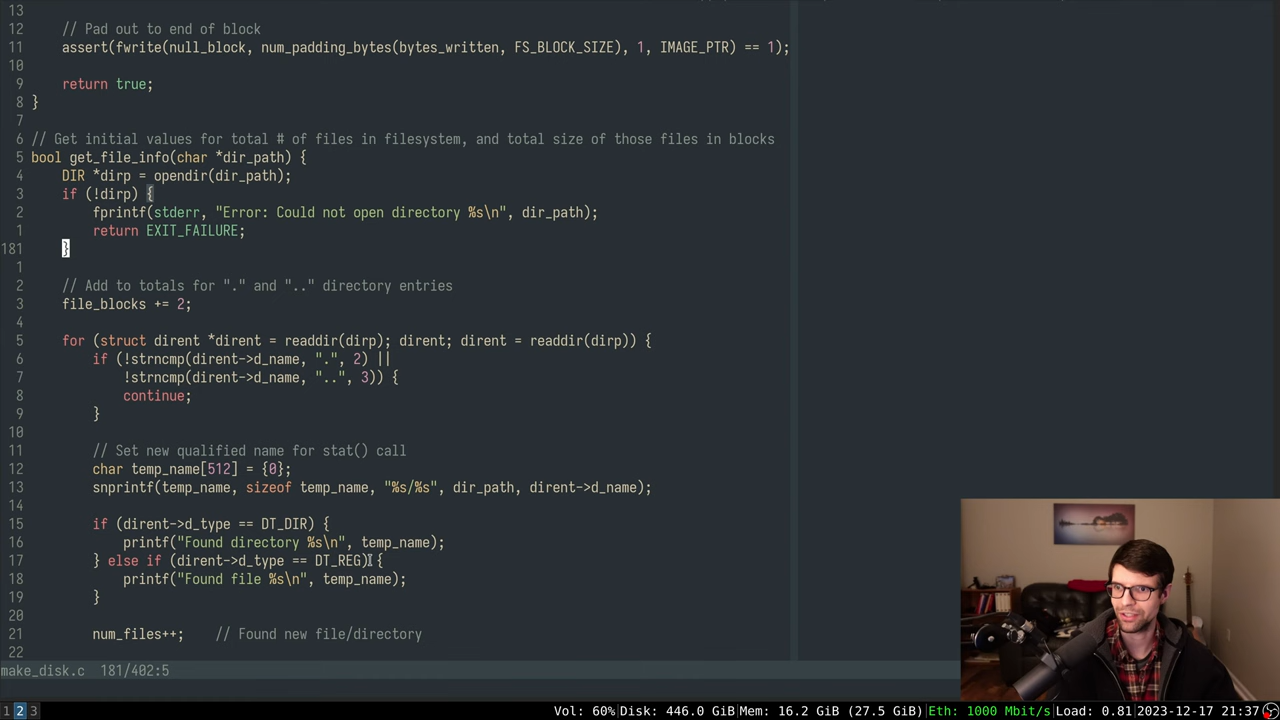 13
12 // Pad out to end of block
11 assert(fwrite(null_block, num_padding_bytes(bytes_written, FS_BLOCK_SIZE), 1, IMAGE_PTR) == 1);
10
9 return true;
8 }
7
6 // Get initial values for total # of files in filesystem, and total size of those files in blocks
5 bool get_file_info(char *dir_path) {
4 DIR *dirp = opendir(dir_path);
3 if (!dirp) {
2 fprintf(stderr, "Error: Could not open directory %s\n", dir_path);
1 return EXIT_FAILURE;
181 }
1
2 // Add to totals for "." and ".." directory entries
3 file_blocks += 2;
4
5 for (struct dirent *dirent = readdir(dirp); dirent; dirent = readdir(dirp)) {
6 if (!strncmp(dirent->d_name, ".", 2) ||
7 !strncmp(dirent->d_name, "..", 3)) {
8 continue;
9 }
10
11 // Set new qualified name for stat() call
12 char temp_name[512] = {0};
13 snprintf(temp_name, sizeof temp_name, "%s/%s", dir_path, dirent->d_name);
14
15 if (dirent->d_type == DT_DIR) {
16 printf("Found directory %s\n", temp_name);
17 } else if (dirent->d_type == DT_REG) {
18 printf("Found file %s\n", temp_name);
19 }
20
21 num_files++; // Found new file/directory
22
make_disk.c 181/402:5
1 2 3 Vol: 60%|Disk: 446.0 GiB|Mem: 16.2 GiB (27.5 GiB)|Eth: 1000 Mbit/s|Load: 0.81|2023-12-17 21:37